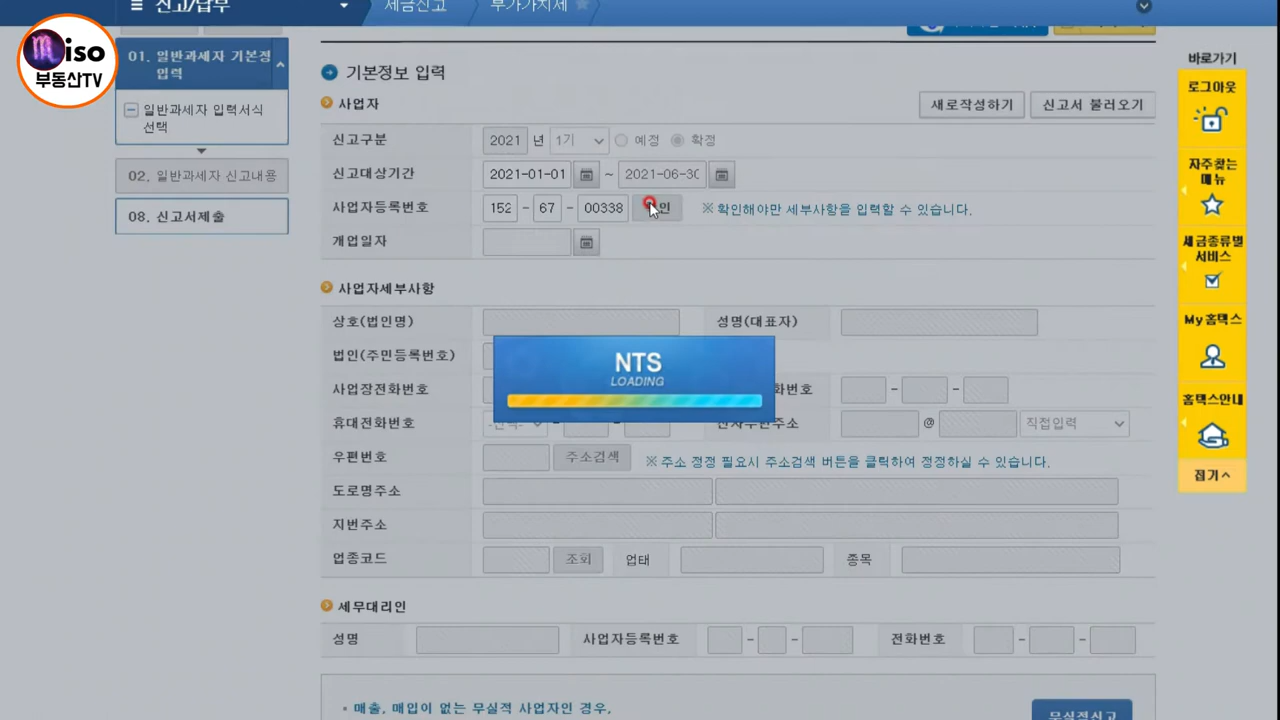 신고/납부
세금신고
부가가치세
Miso
부동산TV
01. 일반과세자 기본정
입력
일반과세자 입력서식
선택
02. 일반과세자 신고내용
08. 신고서제출
기본정보 입력
사업자
새로작성하기
신고서 불러오기
신고구분
2021 년 1기 예정 확정
신고대상기간
2021-01-01 ~ 2021-06-30
사업자등록번호
152 - 67 - 00338
※ 확인해야만 세부사항을 입력할 수 있습니다.
개업일자
사업자세부사항
상호(법인명)
성명(대표자)
법인(주민등록번호)
사업장전화번호
- -
휴대전화번호
@ 직접입력
NTS
LOADING
우편번호
주소검색
※ 주소 정정 필요시 주소검색 버튼을 클릭하여 정정하실 수 있습니다.
도로명주소
지번주소
업종코드
조회
업태
종목
세무대리인
성명
사업자등록번호 - -
전화번호 - -
매출, 매입이 없는 무실적 사업자인 경우,
무실적신고
바로가기
로그아웃
자주찾는
메뉴
세금종류별
서비스
My홈택스
홈택스안내
접기